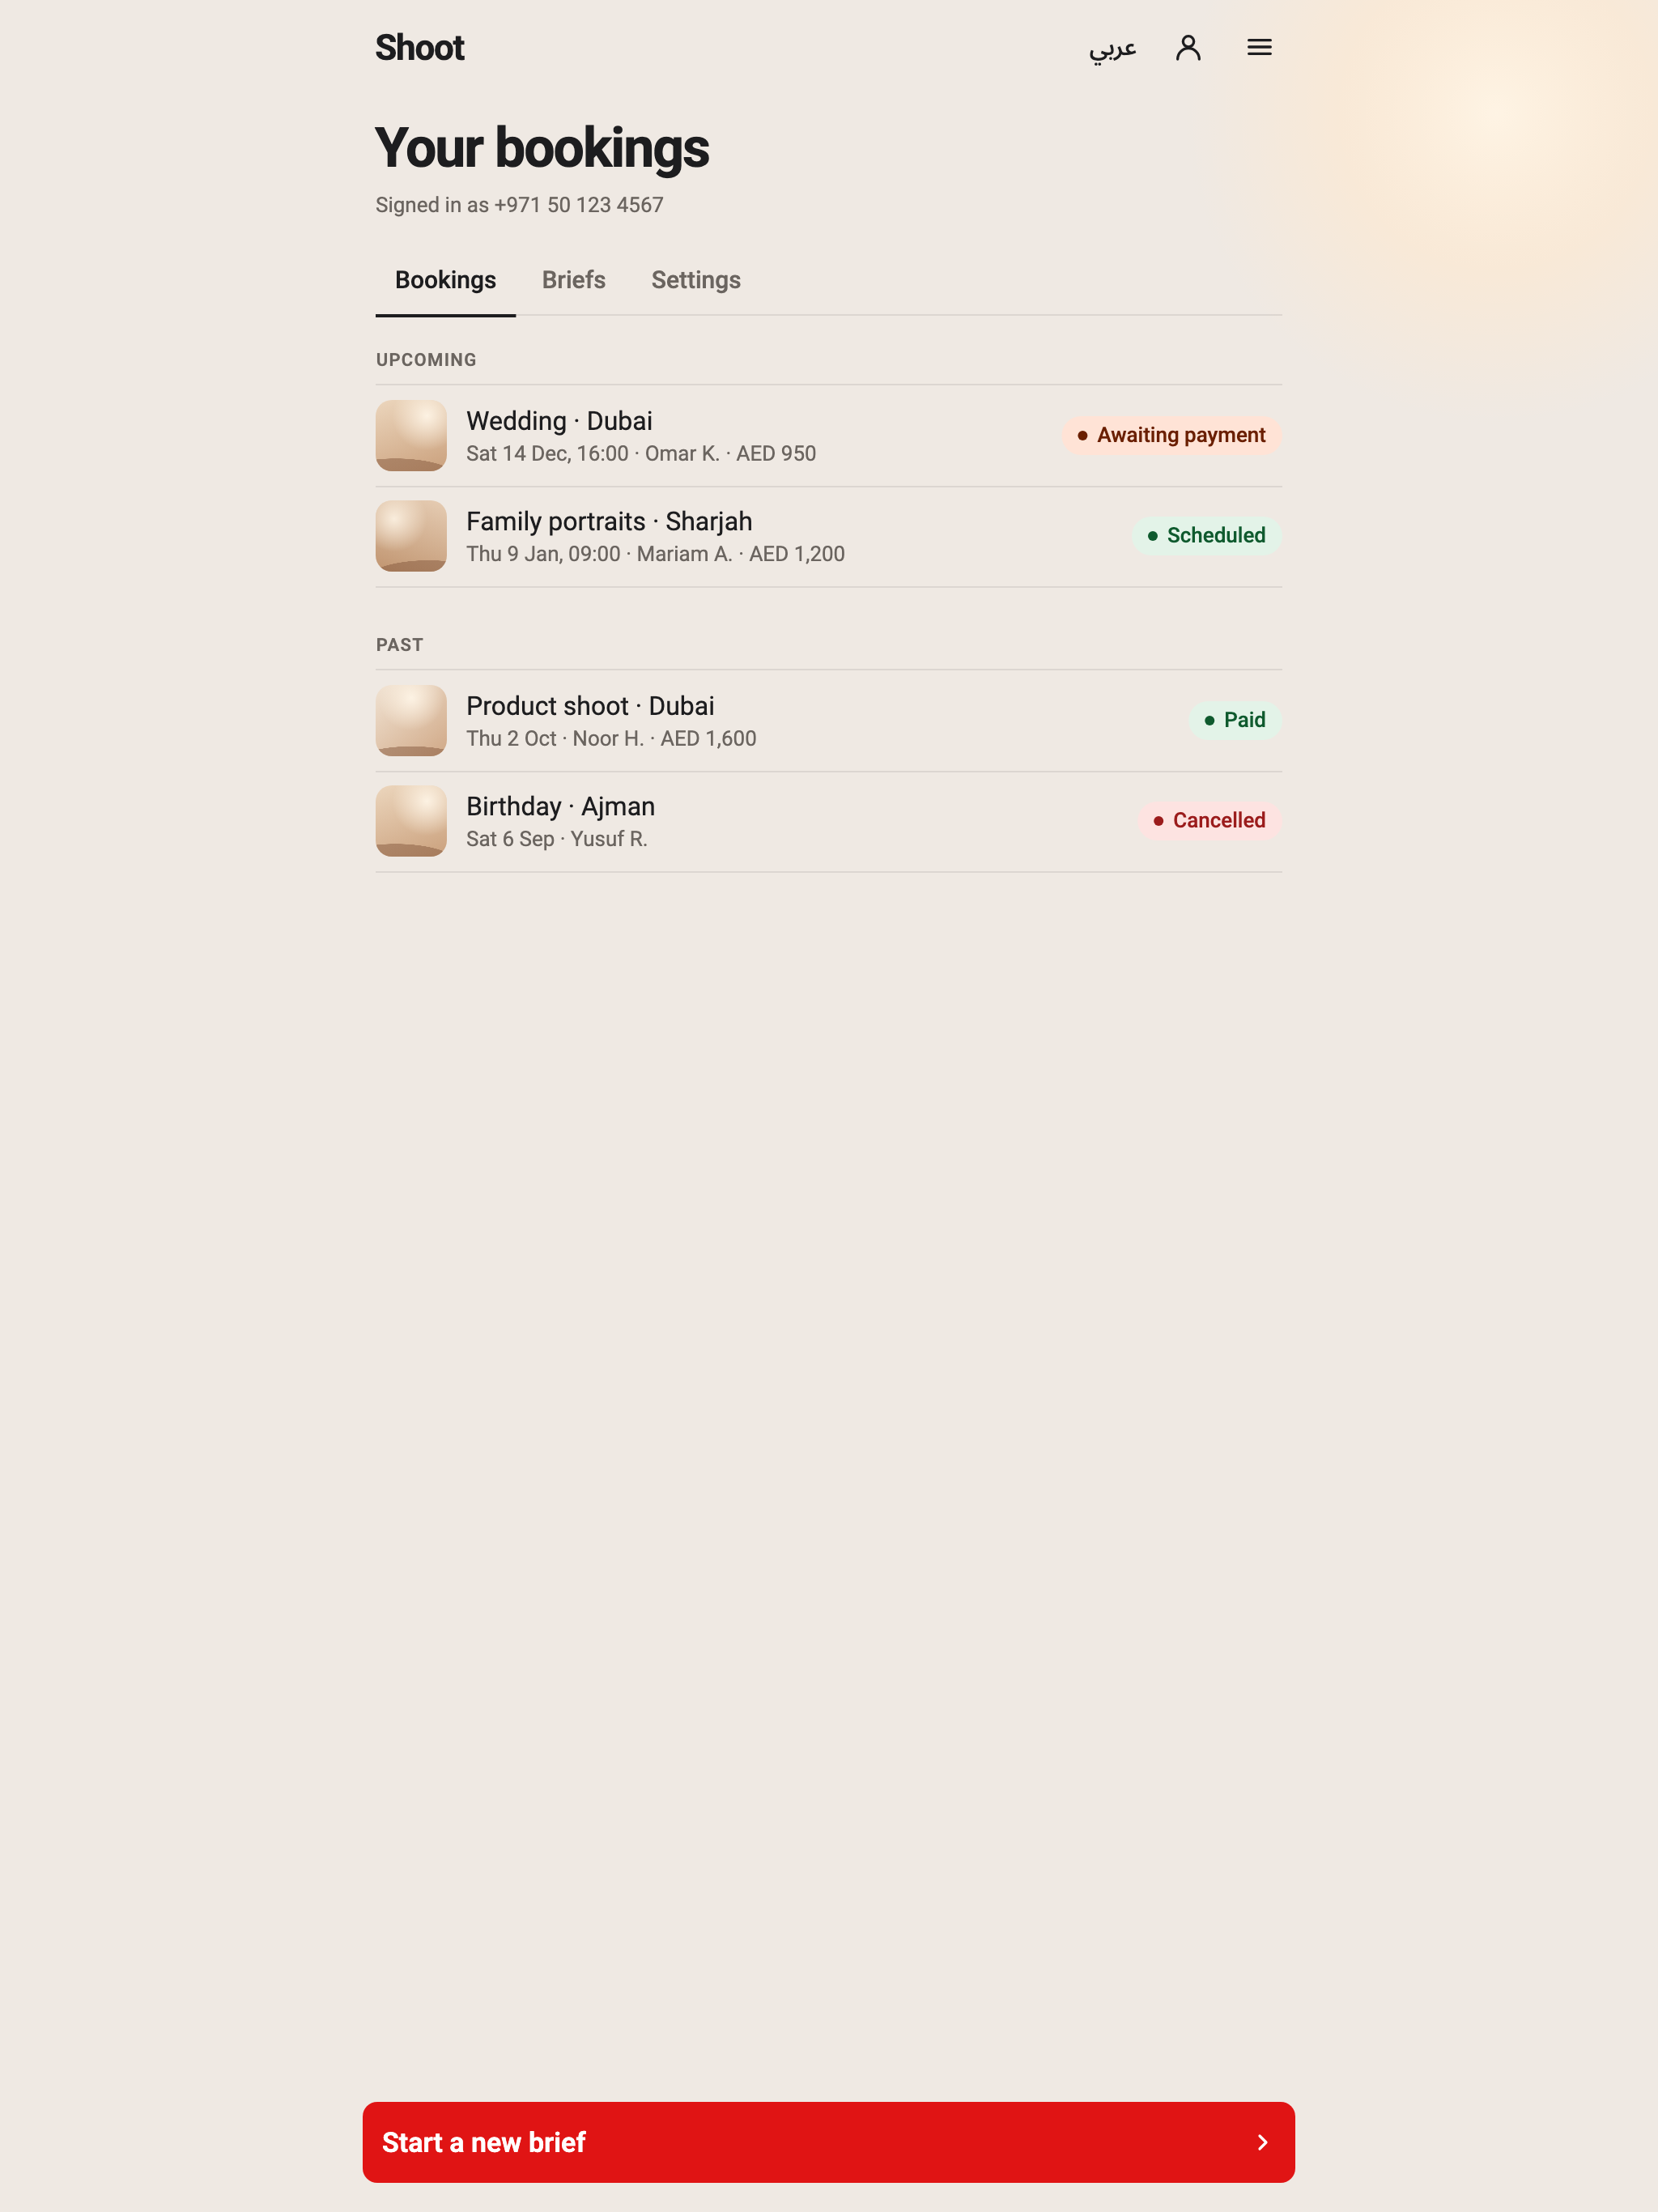 Shoot
عربي
Your bookings
Signed in as +971 50 123 4567
Bookings
Briefs
Settings
UPCOMING
Wedding · Dubai
Sat 14 Dec, 16:00 · Omar K. · AED 950
Awaiting payment
Family portraits · Sharjah
Thu 9 Jan, 09:00 · Mariam A. · AED 1,200
Scheduled
PAST
Product shoot · Dubai
Thu 2 Oct · Noor H. · AED 1,600
Paid
Birthday · Ajman
Sat 6 Sep · Yusuf R.
Cancelled
Start a new brief